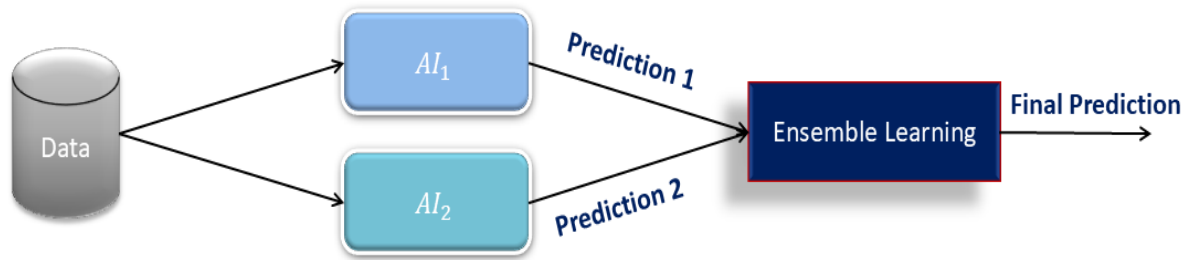 Data
AI₁
AI₂
Prediction 1
Prediction 2
Ensemble Learning
Final Prediction